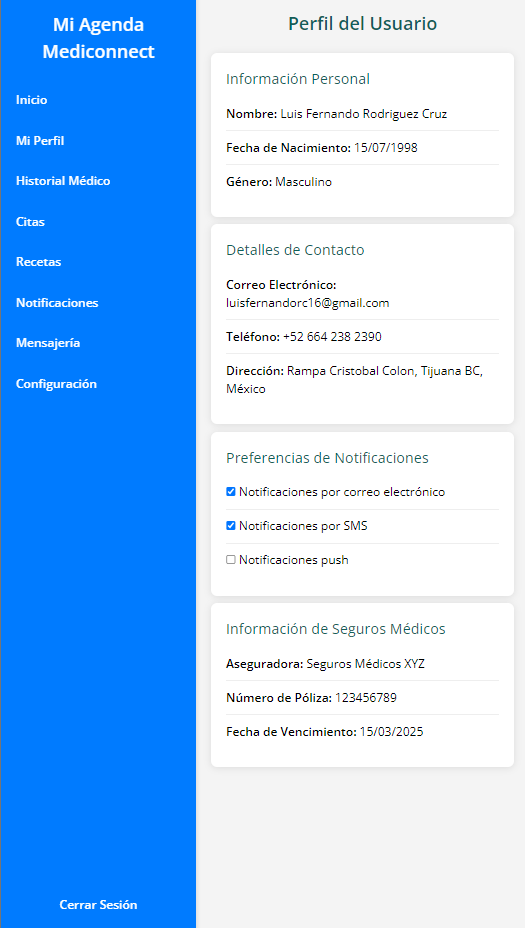 Mi Agenda
Mediconnect
Inicio
Mi Perfil
Historial Médico
Citas
Recetas
Notificaciones
Mensajería
Configuración
Cerrar Sesión
Perfil del Usuario
Información Personal
Nombre: Luis Fernando Rodriguez Cruz
Fecha de Nacimiento: 15/07/1998
Género: Masculino
Detalles de Contacto
Correo Electrónico:
luisfernandorc16@gmail.com
Teléfono: +52 664 238 2390
Dirección: Rampa Cristobal Colon, Tijuana BC,
México
Preferencias de Notificaciones
Notificaciones por correo electrónico
Notificaciones por SMS
Notificaciones push
Información de Seguros Médicos
Aseguradora: Seguros Médicos XYZ
Número de Póliza: 123456789
Fecha de Vencimiento: 15/03/2025